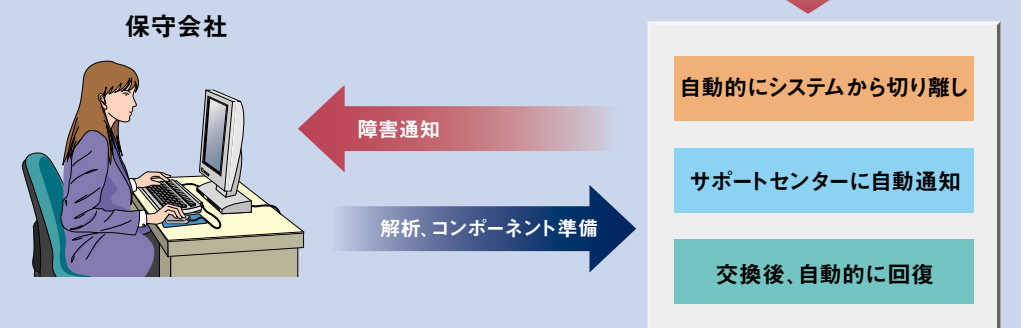 保守会社
障害通知
解析、コンポーネント準備
自動的にシステムから切り離し
サポートセンターに自動通知
交換後、自動的に回復